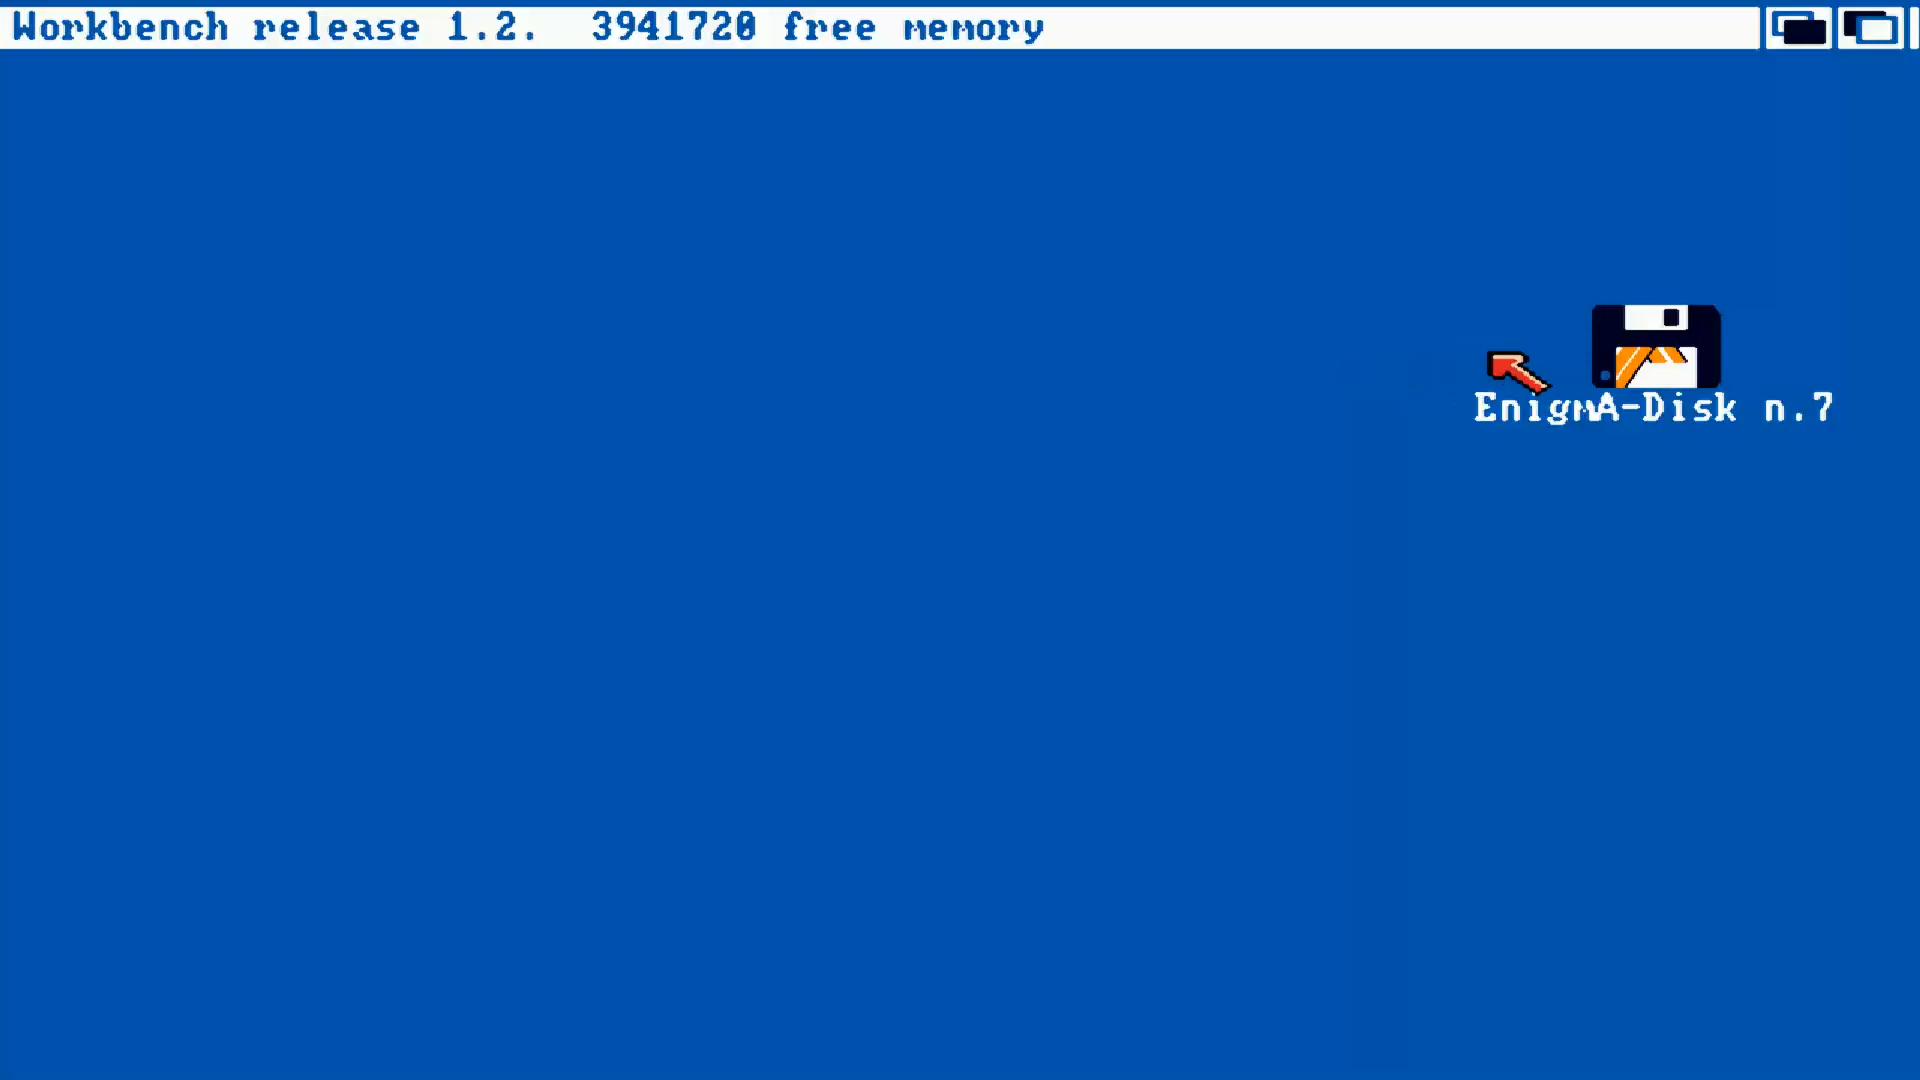 Workbench release 1.2.  3941720 free memory
EnigmA-Disk n.7